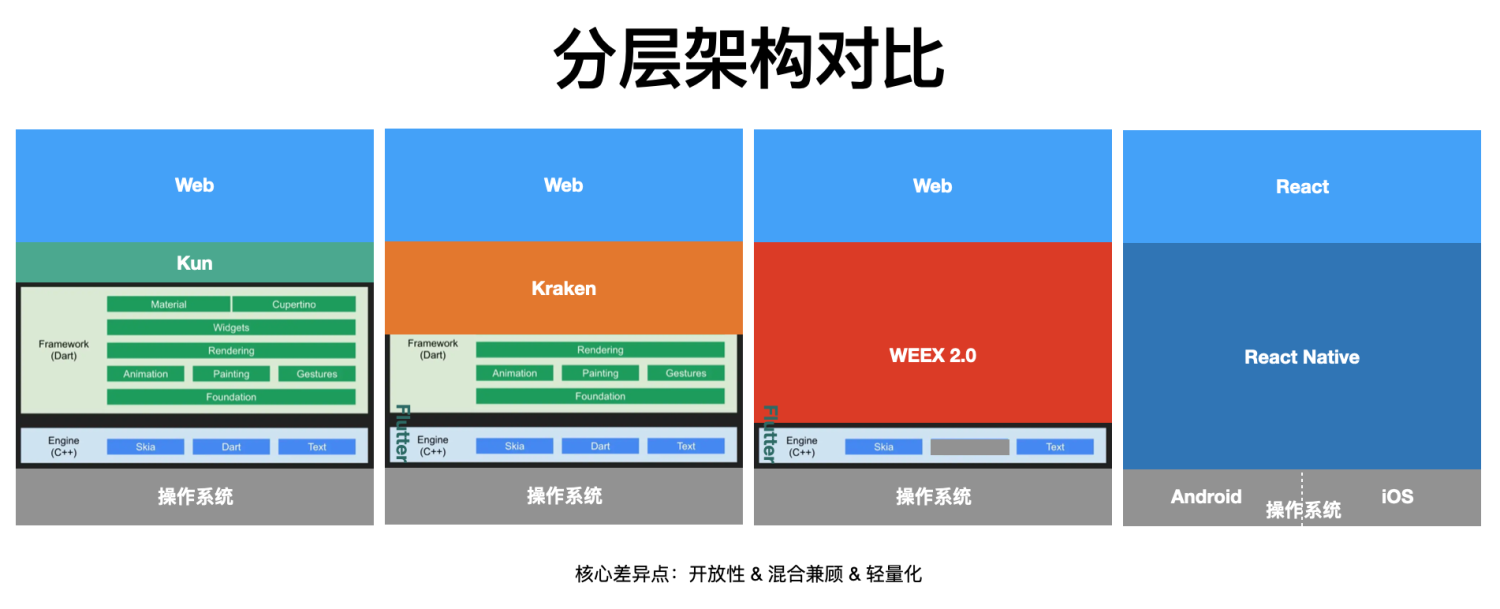 分层架构对比
Web
Kun
Framework
(Dart)
Material
Cupertino
Widgets
Rendering
Animation
Painting
Gestures
Foundation
Engine
(C++)
Skia
Dart
Text
操作系统
Web
Kraken
Framework
(Dart)
Rendering
Animation
Painting
Gestures
Foundation
Flutter
Engine
(C++)
Skia
Dart
Text
操作系统
Web
WEEX 2.0
Flutter
Engine
(C++)
Skia
Text
操作系统
React
React Native
Android
操作系统
iOS
核心差异点：开放性 & 混合兼顾 & 轻量化